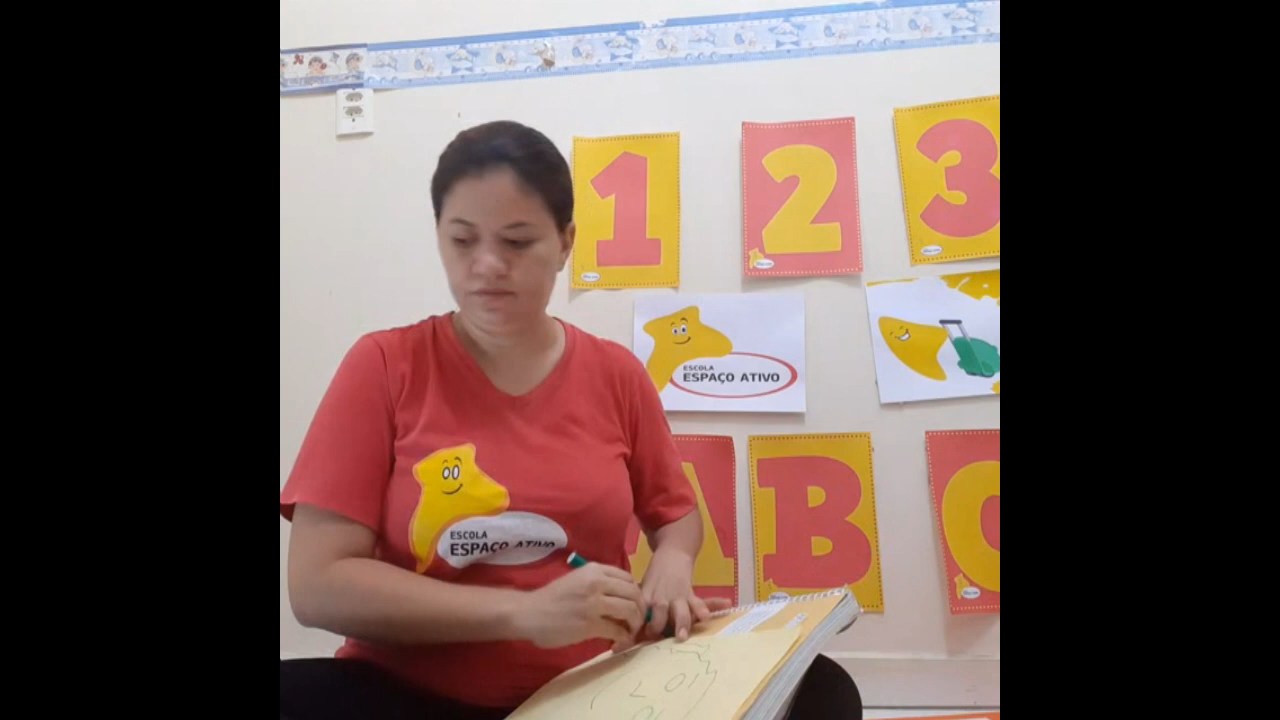 1 2 3
ESCOLA
ESPAÇO ATIVO
A B C
ESCOLA
ESPAÇO ATIVO